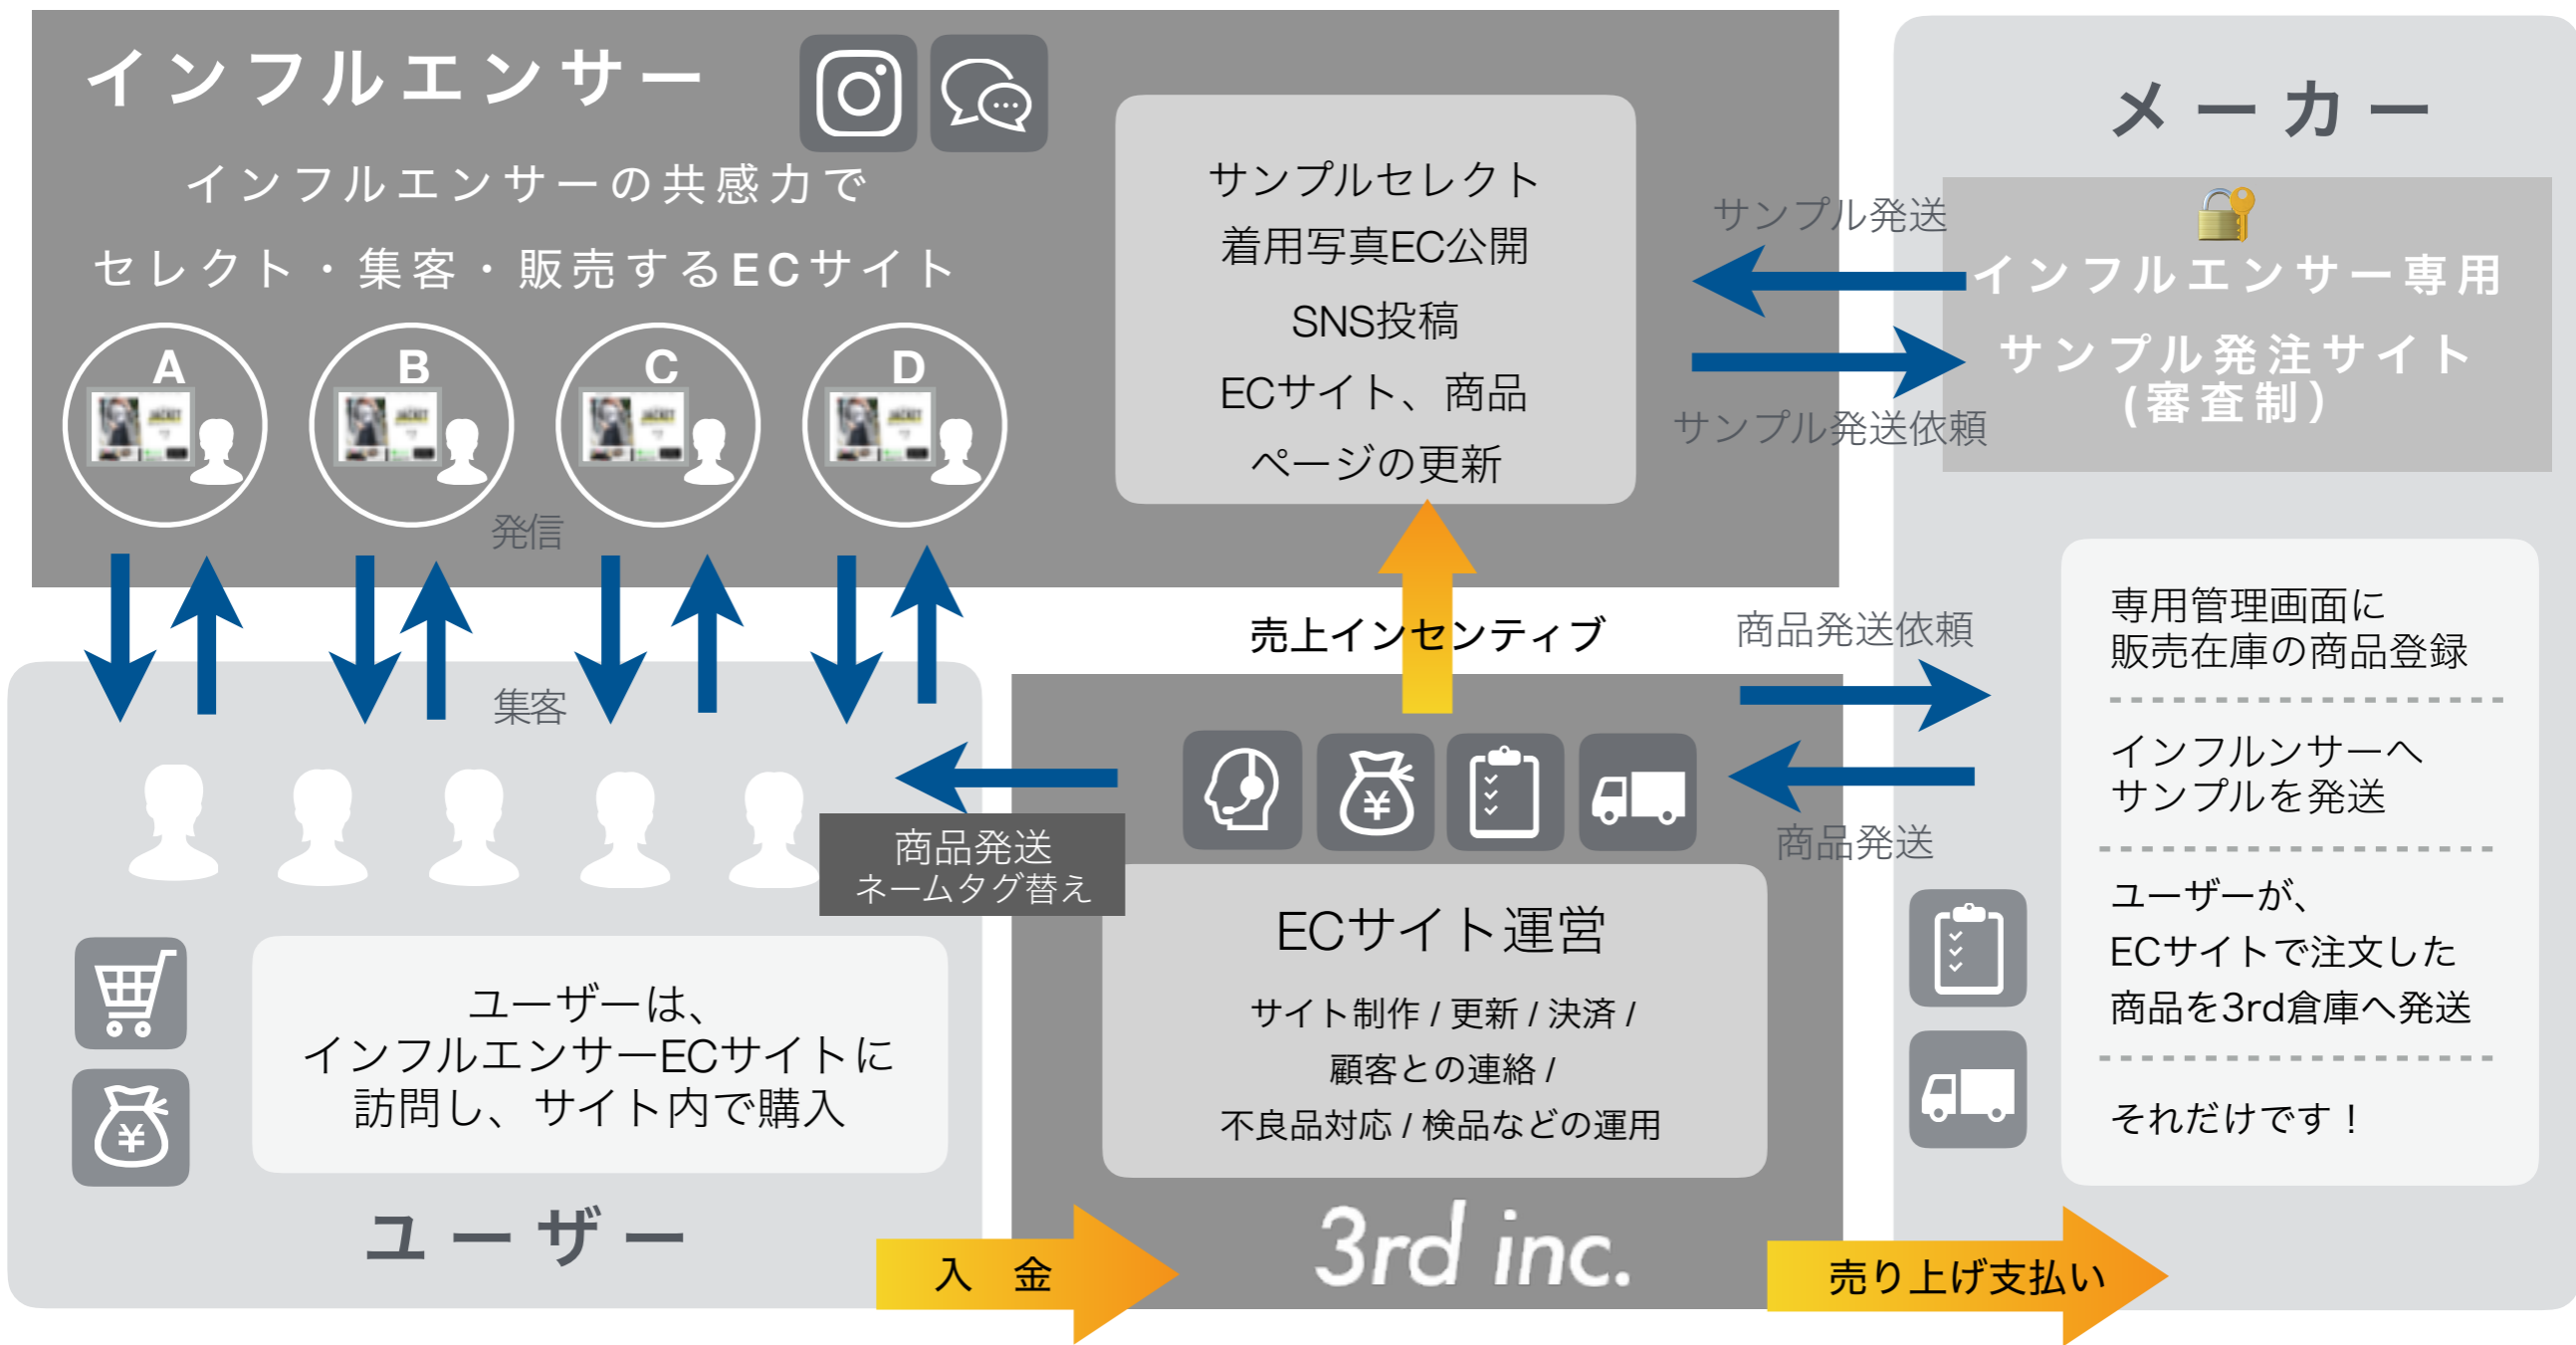 インフルエンサー
インフルエンサーの共感力で
セレクト・集客・販売するECサイト
A
B
C
D
発信
サンプルセレクト
着用写真EC公開
SNS投稿
ECサイト、商品
ページの更新
サンプル発送
サンプル発送依頼
メーカー
インフルエンサー専用
サンプル発注サイト
(審査制）
専用管理画面に
販売在庫の商品登録
インフルンサーへ
サンプルを発送
ユーザーが、
ECサイトで注文した
商品を3rd倉庫へ発送
それだけです！
売上インセンティブ
商品発送依頼
商品発送
集客
商品発送
ネームタグ替え
ユーザーは、
インフルエンサーECサイトに
訪問し、サイト内で購入
ユーザー
¥
¥
ECサイト運営
サイト制作 / 更新 / 決済 /
顧客との連絡 /
不良品対応 / 検品などの運用
3rd inc.
入　金
売り上げ支払い